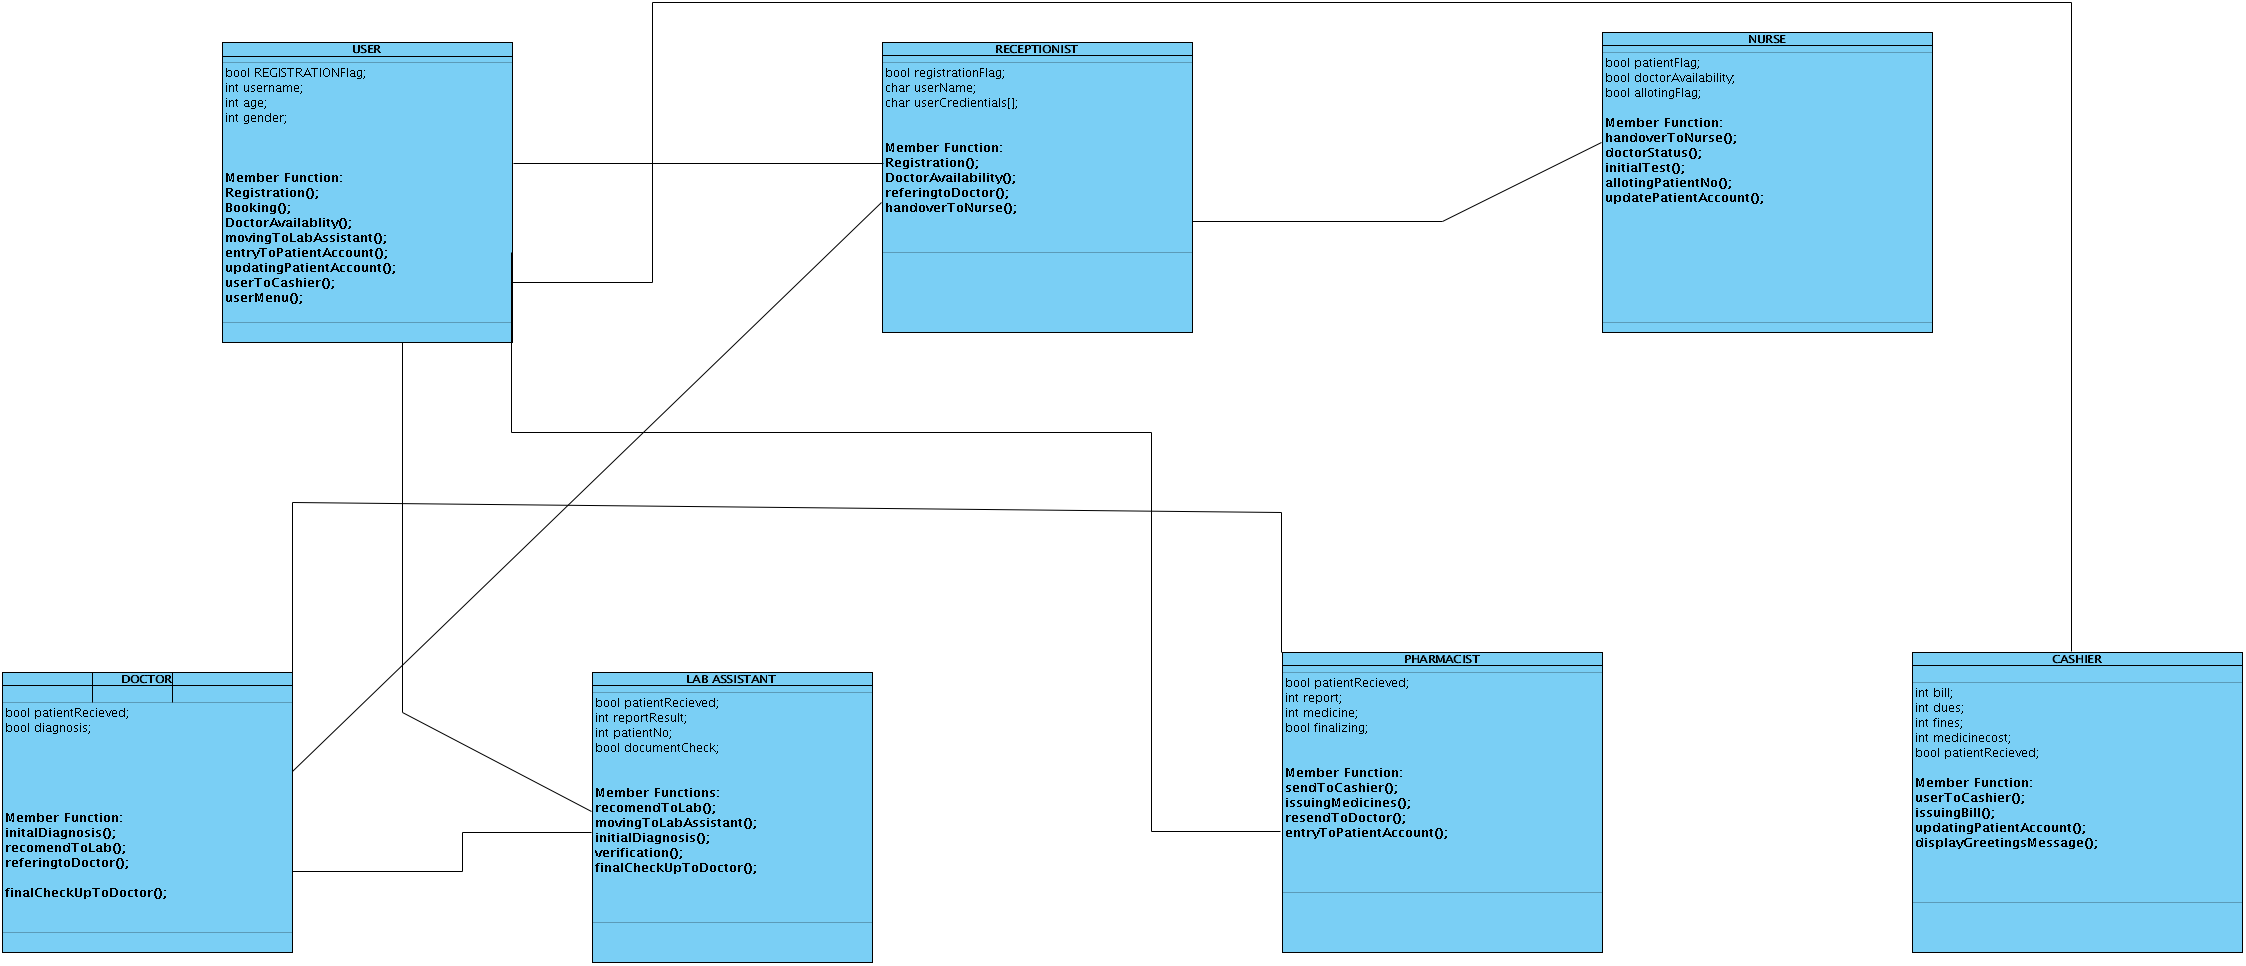 USER
bool REGISTRATIONFlag;
int username;
int age;
int gender;
Member Function:
Registration();
Booking();
DoctorAvailablity();
movingToLabAssistant();
entryToPatientAccount();
updatingPatientAccount();
userToCashier();
userMenu();
RECEPTIONIST
bool registrationFlag;
char userName;
char userCredientials[];
Member Function:
Registration();
DoctorAvailability();
referingtoDoctor();
handoverToNurse();
NURSE
bool patientFlag;
bool doctorAvailability;
bool allotingFlag;
Member Function:
handoverToNurse();
doctorStatus();
initialTest();
allotingPatientNo();
updatePatientAccount();
DOCTOR
bool patientRecieved;
bool diagnosis;
Member Function:
initalDiagnosis();
recomendToLab();
referingtoDoctor();
finalCheckUpToDoctor();
LAB ASSISTANT
bool patientRecieved;
int reportResult;
int patientNo;
bool documentCheck;
Member Functions:
recomendToLab();
movingToLabAssistant();
initialDiagnosis();
verification();
finalCheckUpToDoctor();
PHARMACIST
bool patientRecieved;
int report;
int medicine;
bool finalizing;
Member Function:
sendToCashier();
issuingMedicines();
resendToDoctor();
entryToPatientAccount();
CASHIER
int bill;
int dues;
int fines;
int medicinecost;
bool patientRecieved;
Member Function:
userToCashier();
issuingBill();
updatingPatientAccount();
displayGreetingsMessage();